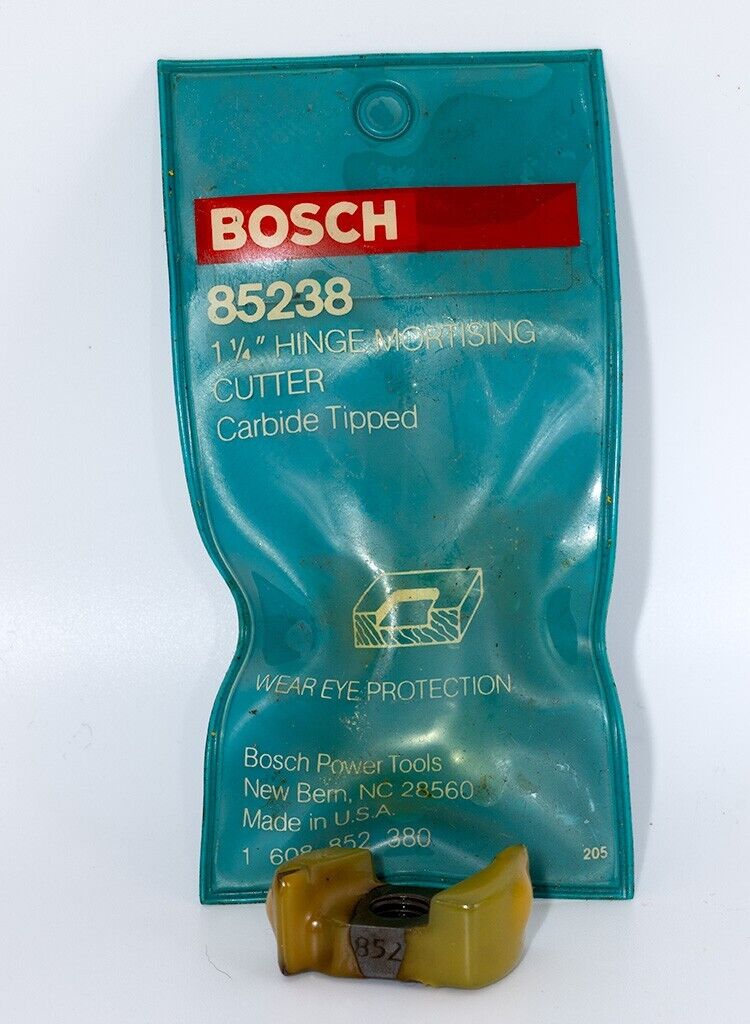 BOSCH
85238
1 1/4" HINGE MORTISING
CUTTER
Carbide Tipped
WEAR EYE PROTECTION
Bosch Power Tools
New Bern, NC 28560
Made in U.S.A.
1 608 852 380
205
852